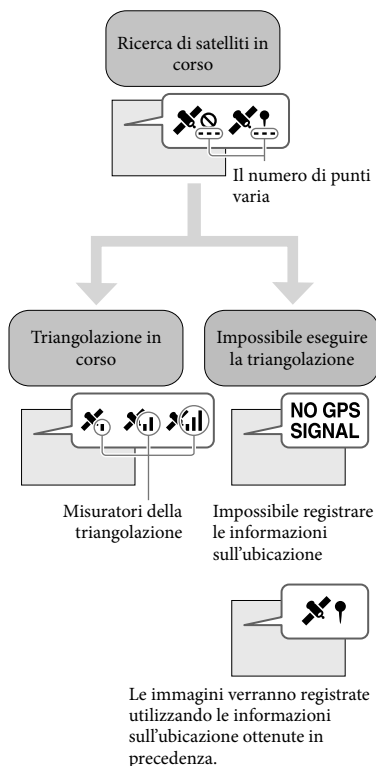 Ricerca di satelliti in
corso
Il numero di punti
varia
Triangolazione in
corso
Impossibile eseguire
la triangolazione
NO GPS
SIGNAL
Misuratori della
triangolazione
Impossibile registrare
le informazioni
sull'ubicazione
Le immagini verranno registrate
utilizzando le informazioni
sull'ubicazione ottenute in
precedenza.